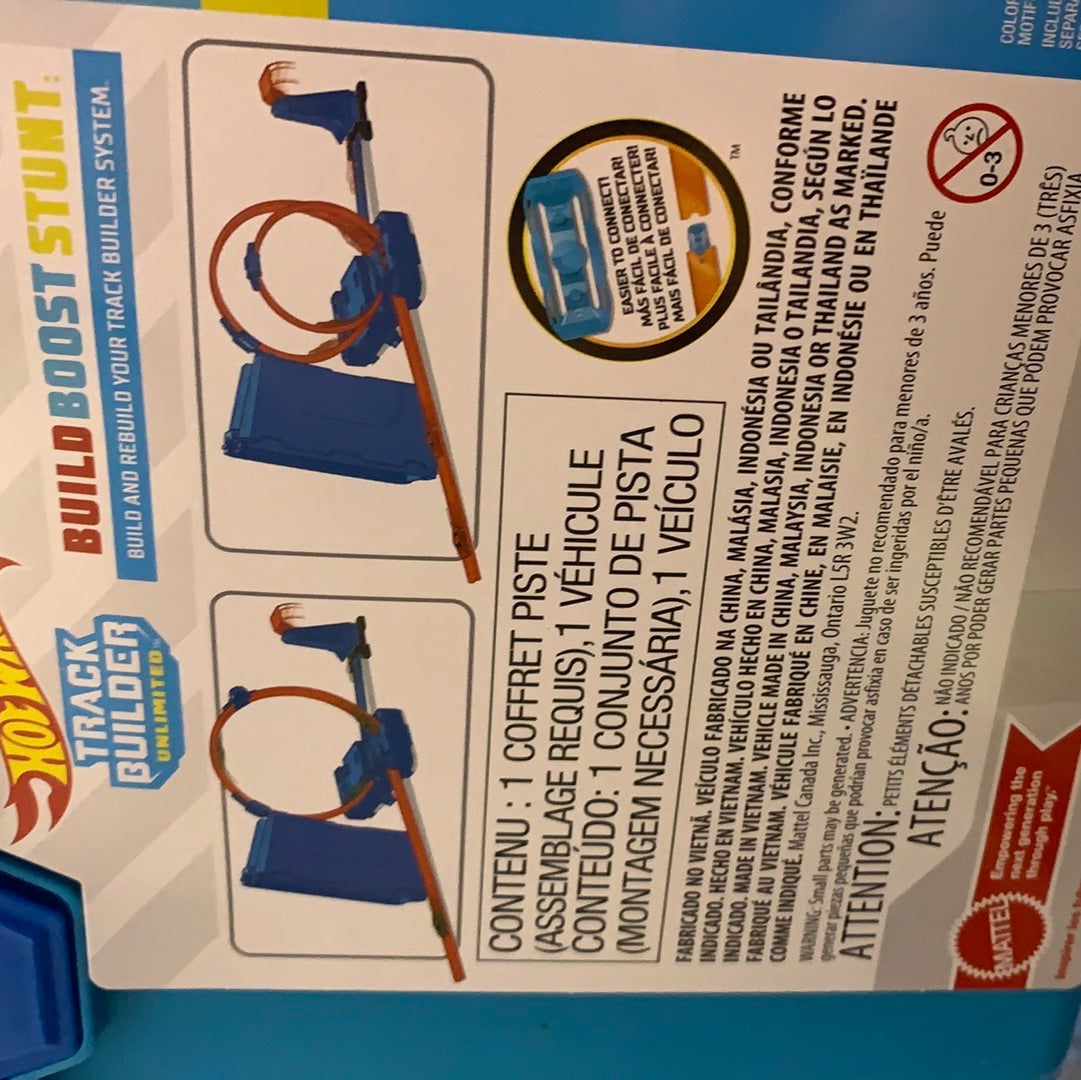 HOT WH
TRACK
BUILDER
UNLIMITED™
BUILD BOOST STUNT:
BUILD AND REBUILD YOUR TRACK BUILDER SYSTEM.
CONTENU : 1 COFFRET PISTE
(ASSEMBLAGE REQUIS), 1 VÉHICULE
CONTEÚDO: 1 CONJUNTO DE PISTA
(MONTAGEM NECESSÁRIA), 1 VEÍCULO
EASIER TO CONNECT!
MÁS FÁCIL DE CONECTAR!
PLUS FACILE À CONNECTER!
MAIS FÁCIL DE CONECTAR!
TM
FABRICADO NO VIETNÃ. VEÍCULO FABRICADO NA CHINA, MALÁSIA, INDONÉSIA OU TAILÂNDIA, CONFORME
INDICADO. HECHO EN VIETNAM. VEHÍCULO HECHO EN CHINA, MALASIA, INDONESIA O TAILANDIA, SEGÚN LO
INDICADO. MADE IN VIETNAM. VEHICLE MADE IN CHINA, MALAYSIA, INDONESIA OR THAILAND AS MARKED.
FABRIQUÉ AU VIETNAM. VÉHICULE FABRIQUÉ EN CHINE, EN MALAISIE, EN INDONÉSIE OU EN THAÏLANDE
COMME INDIQUÉ. Mattel Canada Inc., Mississauga, Ontario L5R 3W2.
WARNING: Small parts may be generated. • ADVERTENCIA: Juguete no recomendado para menores de 3 años. Puede
generar piezas pequeñas que podrían provocar asfixia en caso de ser ingeridas por el niño/a.
ATTENTION: PETITS ÉLÉMENTS DÉTACHABLES SUSCEPTIBLES D'ÊTRE AVALÉS.
ATENÇÃO: • NÃO INDICADO / NÃO RECOMENDÁVEL PARA CRIANÇAS MENORES DE 3 (TRÊS)
ANOS POR PODER GERAR PARTES PEQUENAS QUE PODEM PROVOCAR ASFIXIA
0-3
MATTEL
Empowering the
next generation
through play.™
COLOR
MOTIF
INCLU
SEPAR